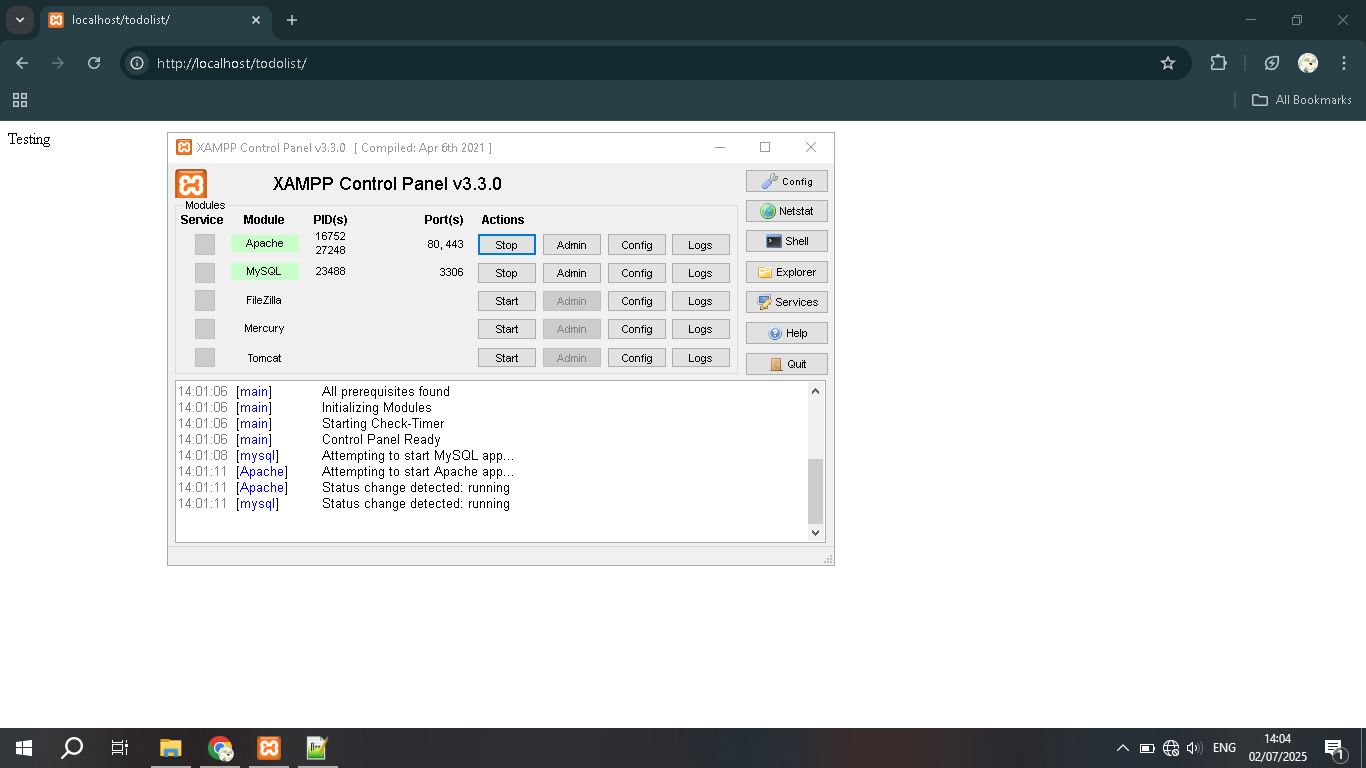 localhost/todolist/
http://localhost/todolist/
All Bookmarks
Testing
XAMPP Control Panel v3.3.0 [ Compiled: Apr 6th 2021 ]
XAMPP Control Panel v3.3.0
Config
Modules
Service Module PID(s) Port(s) Actions
Netstat
Apache 16752 27248 80, 443 Stop Admin Config Logs
Shell
MySQL 23488 3306 Stop Admin Config Logs
Explorer
FileZilla Start Admin Config Logs
Services
Mercury Start Admin Config Logs
Help
Tomcat Start Admin Config Logs
Quit
14:01:06 [main] All prerequisites found
14:01:06 [main] Initializing Modules
14:01:06 [main] Starting Check-Timer
14:01:06 [main] Control Panel Ready
14:01:08 [mysql] Attempting to start MySQL app...
14:01:11 [Apache] Attempting to start Apache app...
14:01:11 [Apache] Status change detected: running
14:01:11 [mysql] Status change detected: running
ENG
14:04
02/07/2025
1